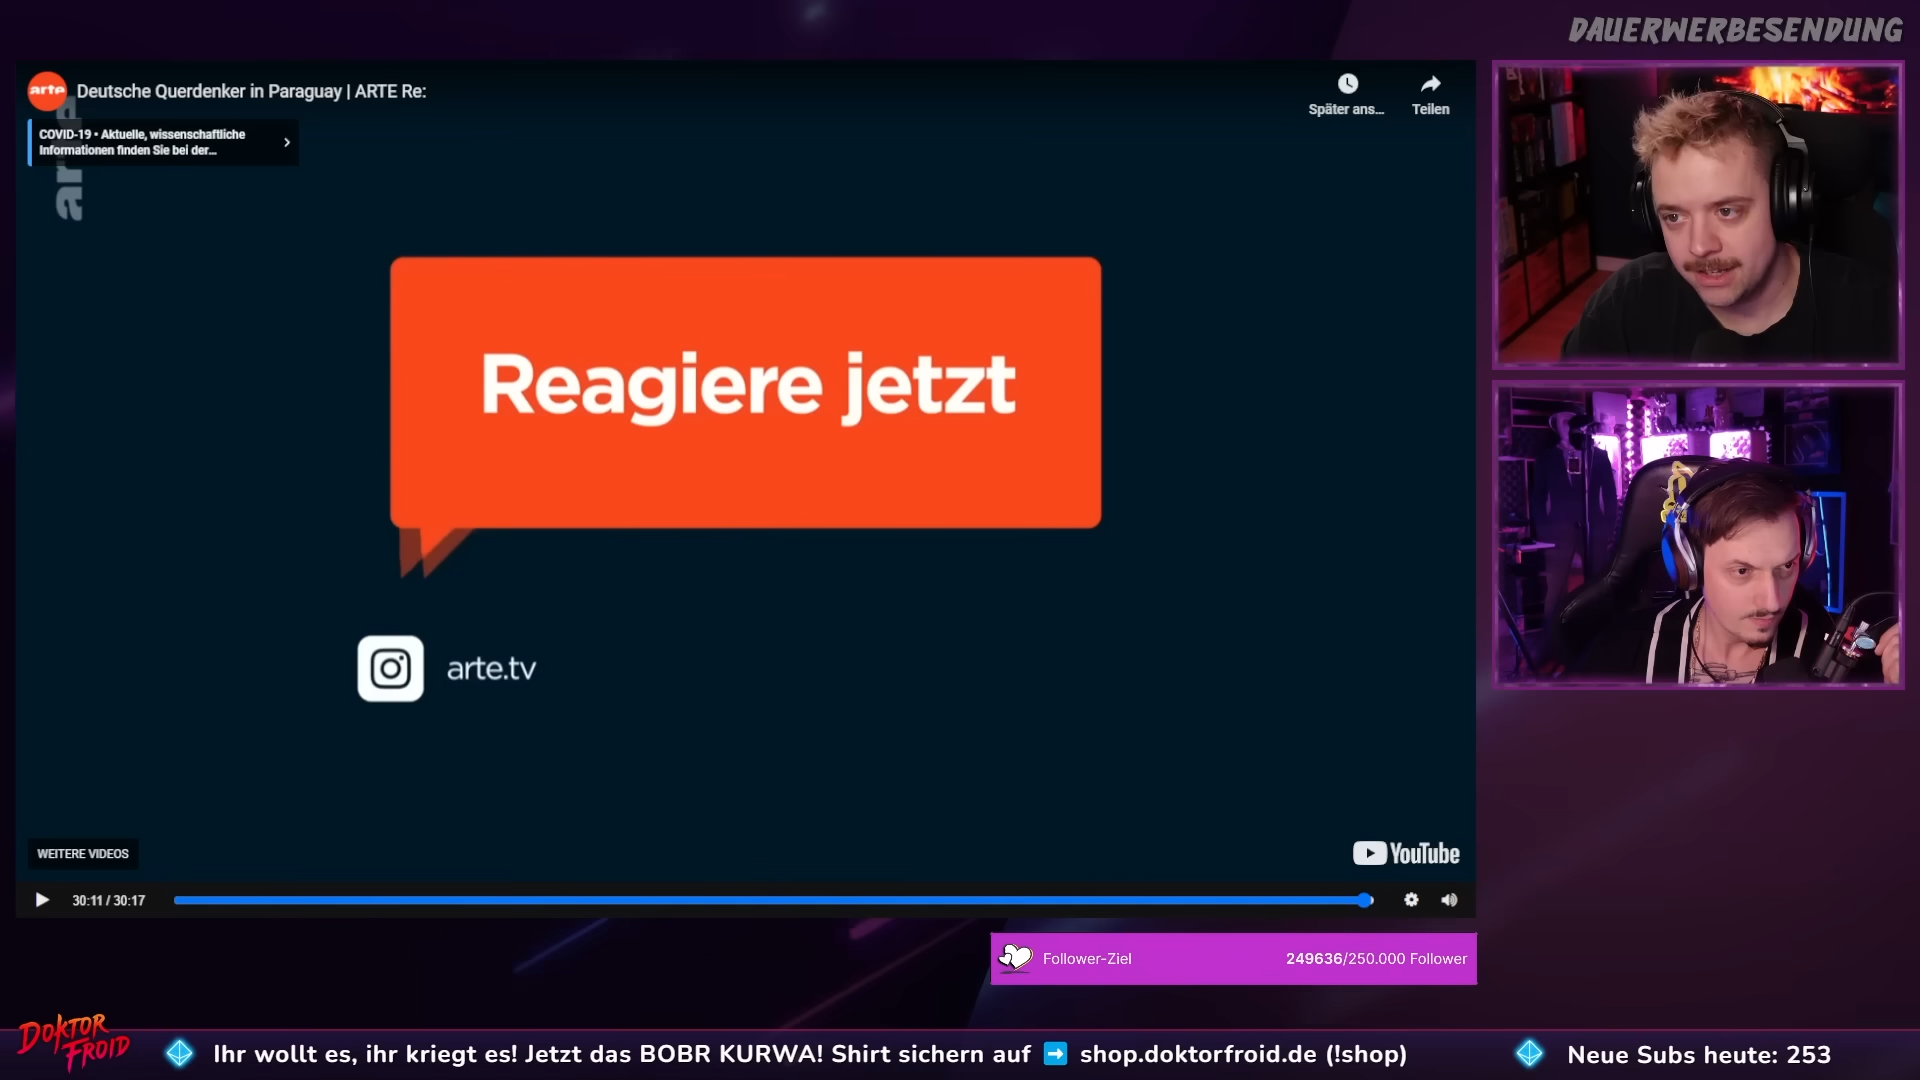 DAUERWERBESENDUNG
arte
Deutsche Querdenker in Paraguay | ARTE Re:
Später ans...
Teilen
COVID-19 • Aktuelle, wissenschaftliche
Informationen finden Sie bei der...
Reagiere jetzt
arte.tv
WEITERE VIDEOS
YouTube
30:11 / 30:17
Follower-Ziel
249636/250.000 Follower
DOKTOR
FROID
Ihr wollt es, ihr kriegt es! Jetzt das BOBR KURWA! Shirt sichern auf ➡ shop.doktorfroid.de (!shop)
Neue Subs heute: 253